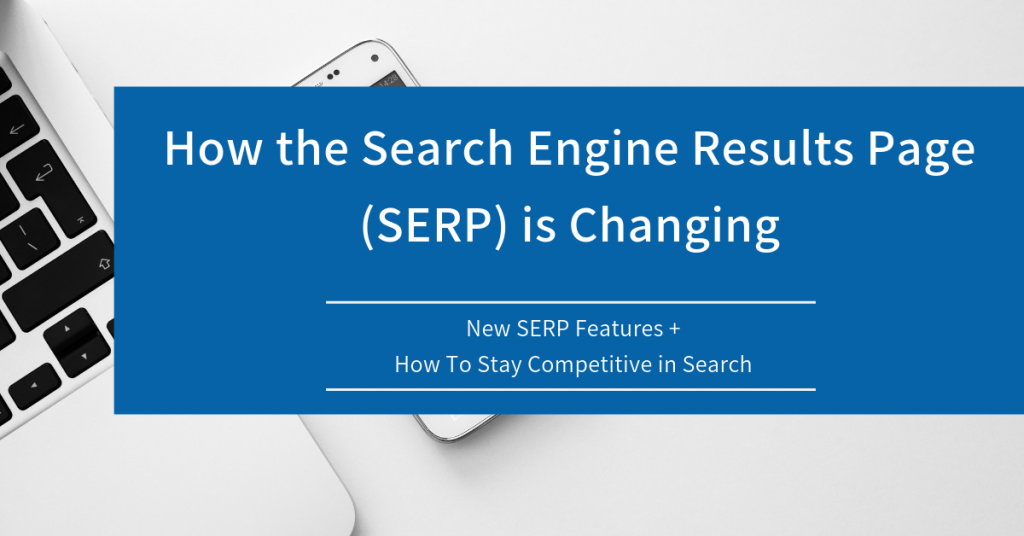 How the Search Engine Results Page
(SERP) is Changing
New SERP Features +
How To Stay Competitive in Search